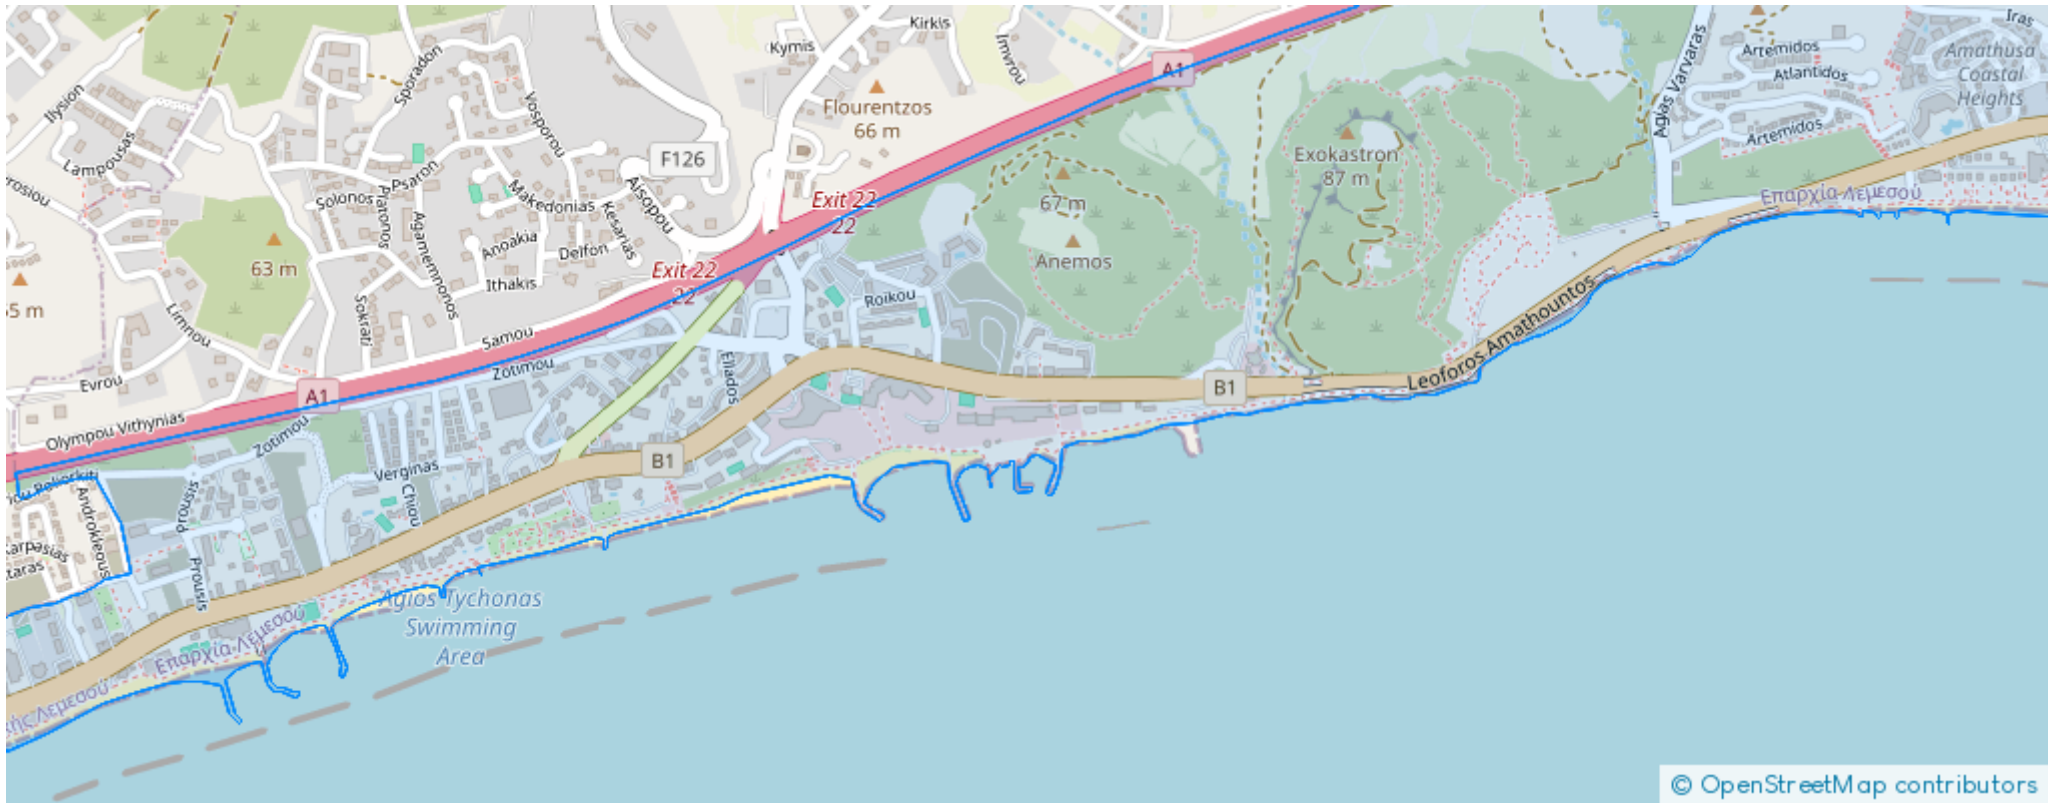 Kirkis
Iras
Kymis
Imvrou
Artemidos
Amathusa
Coastal
Heights
Sporadon
A1
Atlantidos
Ilysion
Vosporou
Flourentzos
66 m
Agias Varvaras
Artemidos
Lampousas
F126
Exokastron
87 m
Psaron
Makedonias
Aisopou
Solonos
Platonos
Agamemnonos
Kesarias
Exit 22
22
67 m
Επαρχία Λεμεσού
Anoakia
Delfon
Anemos
63 m
Exit 22
22
Ithakis
Roikou
55 m
Limnou
Sokrati
Samou
Leoforos Amathountos
Zotimou
Eliados
Evrou
A1
B1
Olympou Vithynias
Zotimou
B1
Verginas
Chiou
Androkleous
Prousis
Karpasias
Prousis
Agios Tychonas
Swimming
Area
Επαρχία Λεμεσού
Λεμεσού
© OpenStreetMap contributors